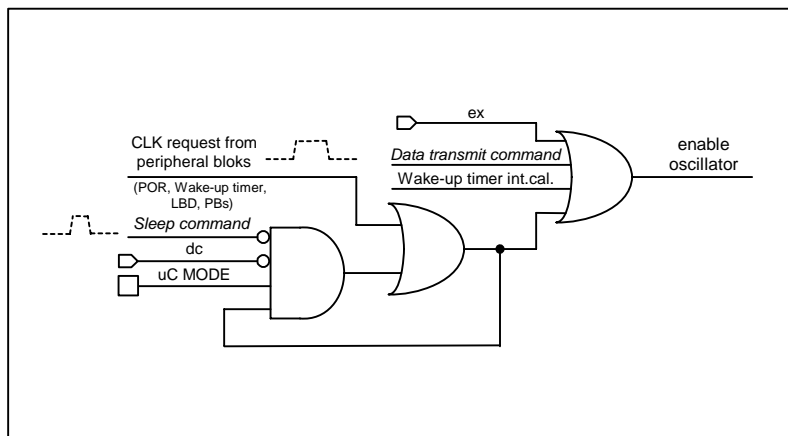 ex
CLK request from
peripheral bloks
(POR, Wake-up timer,
LBD, PBs)
Data transmit command
Wake-up timer int.cal.
enable
oscillator
Sleep command
dc
uC MODE